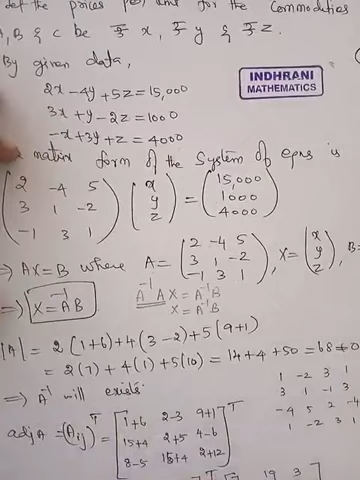 let the prices per unit for the Commodities
A, B & C be ₹ x, ₹ y & ₹ z.
By given data,
2x - 4y + 5z = 15,000
3x + y - 2z = 1000
-x + 3y + z = 4000
INDHRANI
MATHEMATICS
matrix form of the System of eqns is
(2 -4 5
3 1 -2
-1 3 1) (x
y
z) = (15,000
1000
4000)
⇒ AX = B where A = (2 -4 5
3 1 -2
-1 3 1), X = (x
y
z), B =
⇒ X = A⁻¹B
A⁻¹A X = A⁻¹B
X = A⁻¹B
|A| = 2(1+6) + 4(3-2) + 5(9+1)
= 2(7) + 4(1) + 5(10) = 14 + 4 + 50 = 68 ≠ 0
⇒ A⁻¹ will exists
adj A = (Aij)ᵀ = [1+6 2-3 9+1
15+4 2+5 4-6
8-5 15+4 2+12]ᵀ
1 -2 3 1
3 1 -1 3
-4 5 2 -4
1 -2 3 1
19 3